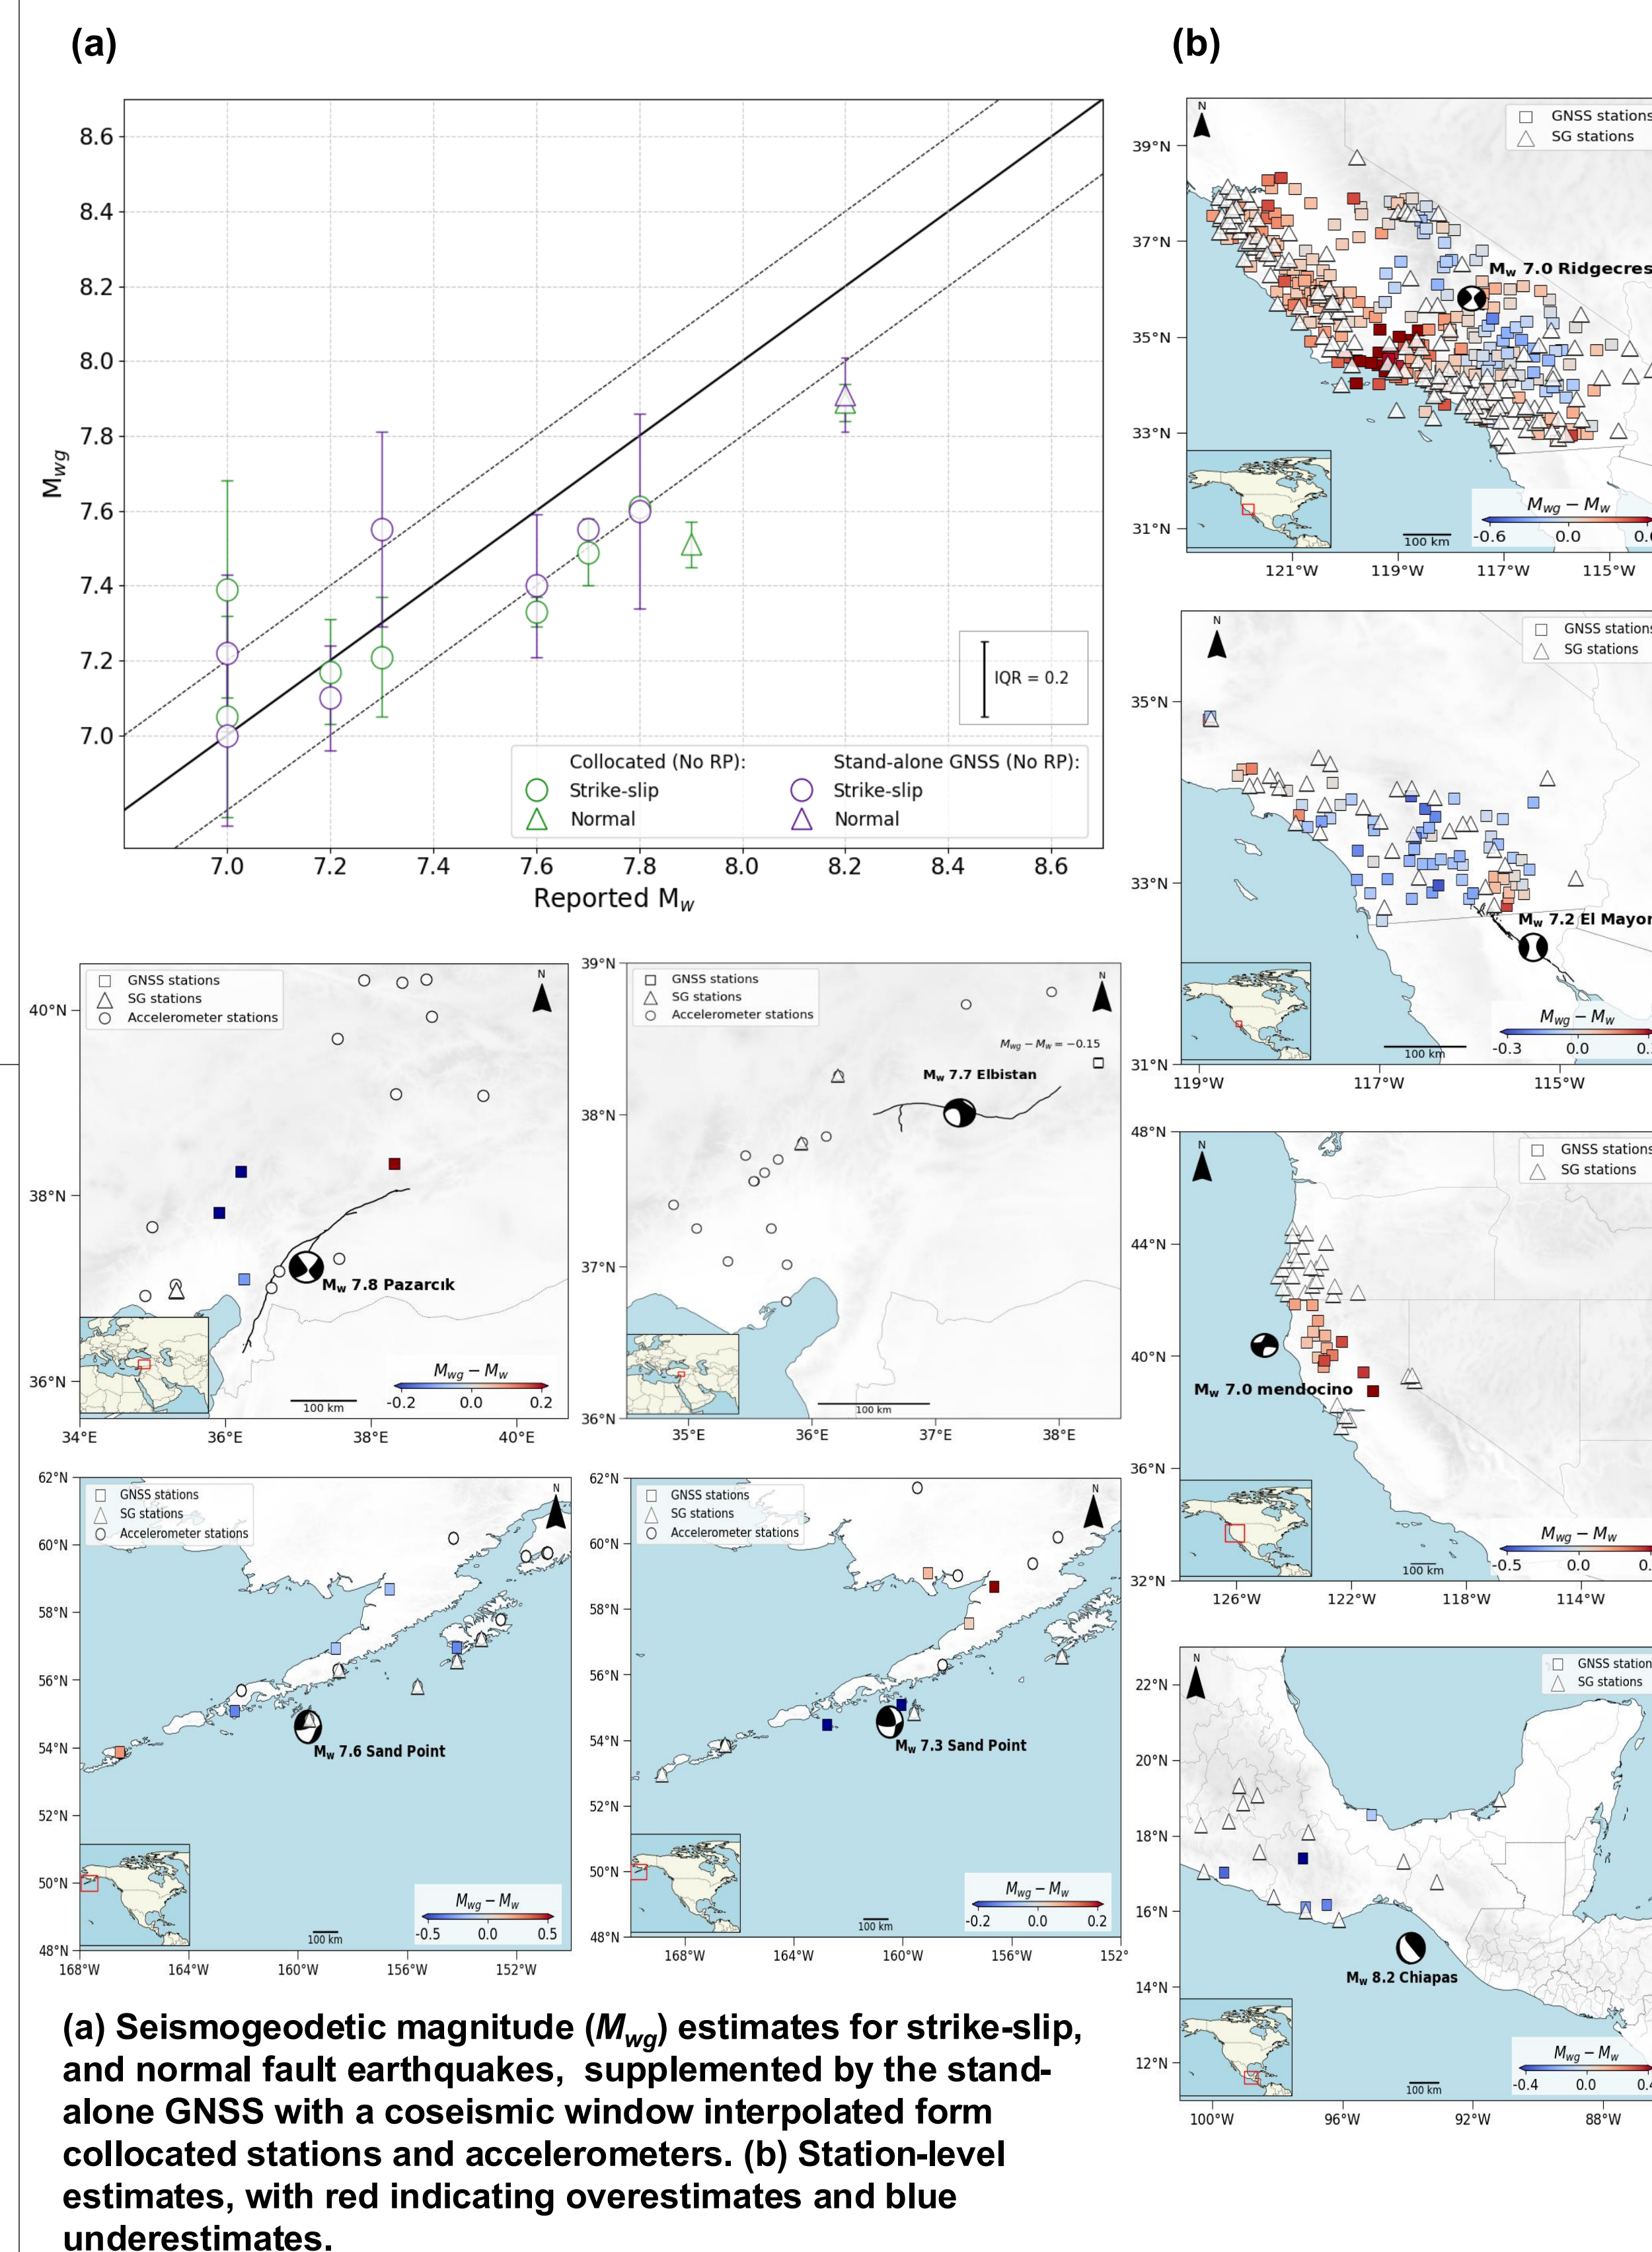 (a)
8.6
8.4
8.2
8.0
7.8
7.6
7.4
7.2
7.0
Mwg
7.0 7.2 7.4 7.6 7.8 8.0 8.2 8.4 8.6
Reported Mw
IQR = 0.2
Collocated (No RP):
Strike-slip
Normal
Stand-alone GNSS (No RP):
Strike-slip
Normal
GNSS stations
SG stations
Accelerometer stations
N
40°N
38°N
36°N
34°E 36°E 38°E 40°E
Mw 7.8 Pazarcık
100 km
Mwg − Mw
-0.2 0.0 0.2
GNSS stations
SG stations
Accelerometer stations
N
39°N
38°N
37°N
36°N
35°E 36°E 37°E 38°E
Mwg − Mw = −0.15
Mw 7.7 Elbistan
100 km
GNSS stations
SG stations
Accelerometer stations
N
62°N
60°N
58°N
56°N
54°N
52°N
50°N
48°N
168°W 164°W 160°W 156°W 152°W
Mw 7.6 Sand Point
100 km
Mwg − Mw
-0.5 0.0 0.5
GNSS stations
SG stations
Accelerometer stations
N
62°N
60°N
58°N
56°N
54°N
52°N
50°N
48°N
168°W 164°W 160°W 156°W 152°
Mw 7.3 Sand Point
100 km
Mwg − Mw
-0.2 0.0 0.2
(a) Seismogeodetic magnitude (Mwg) estimates for strike-slip,
and normal fault earthquakes, supplemented by the stand-
alone GNSS with a coseismic window interpolated form
collocated stations and accelerometers. (b) Station-level
estimates, with red indicating overestimates and blue
underestimates.
(b)
N
GNSS stations
SG stations
39°N
37°N
35°N
33°N
31°N
121°W 119°W 117°W 115°W
Mw 7.0 Ridgecres
100 km
Mwg − Mw
-0.6 0.0 0.
N
GNSS stations
SG stations
35°N
33°N
31°N
119°W 117°W 115°W
Mw 7.2 El Mayor
100 km
Mwg − Mw
-0.3 0.0 0.
N
GNSS stations
SG stations
48°N
44°N
40°N
36°N
32°N
126°W 122°W 118°W 114°W
Mw 7.0 mendocino
100 km
Mwg − Mw
-0.5 0.0 0.
N
GNSS station
SG stations
22°N
20°N
18°N
16°N
14°N
12°N
100°W 96°W 92°W 88°W
Mw 8.2 Chiapas
100 km
Mwg − Mw
-0.4 0.0 0.4